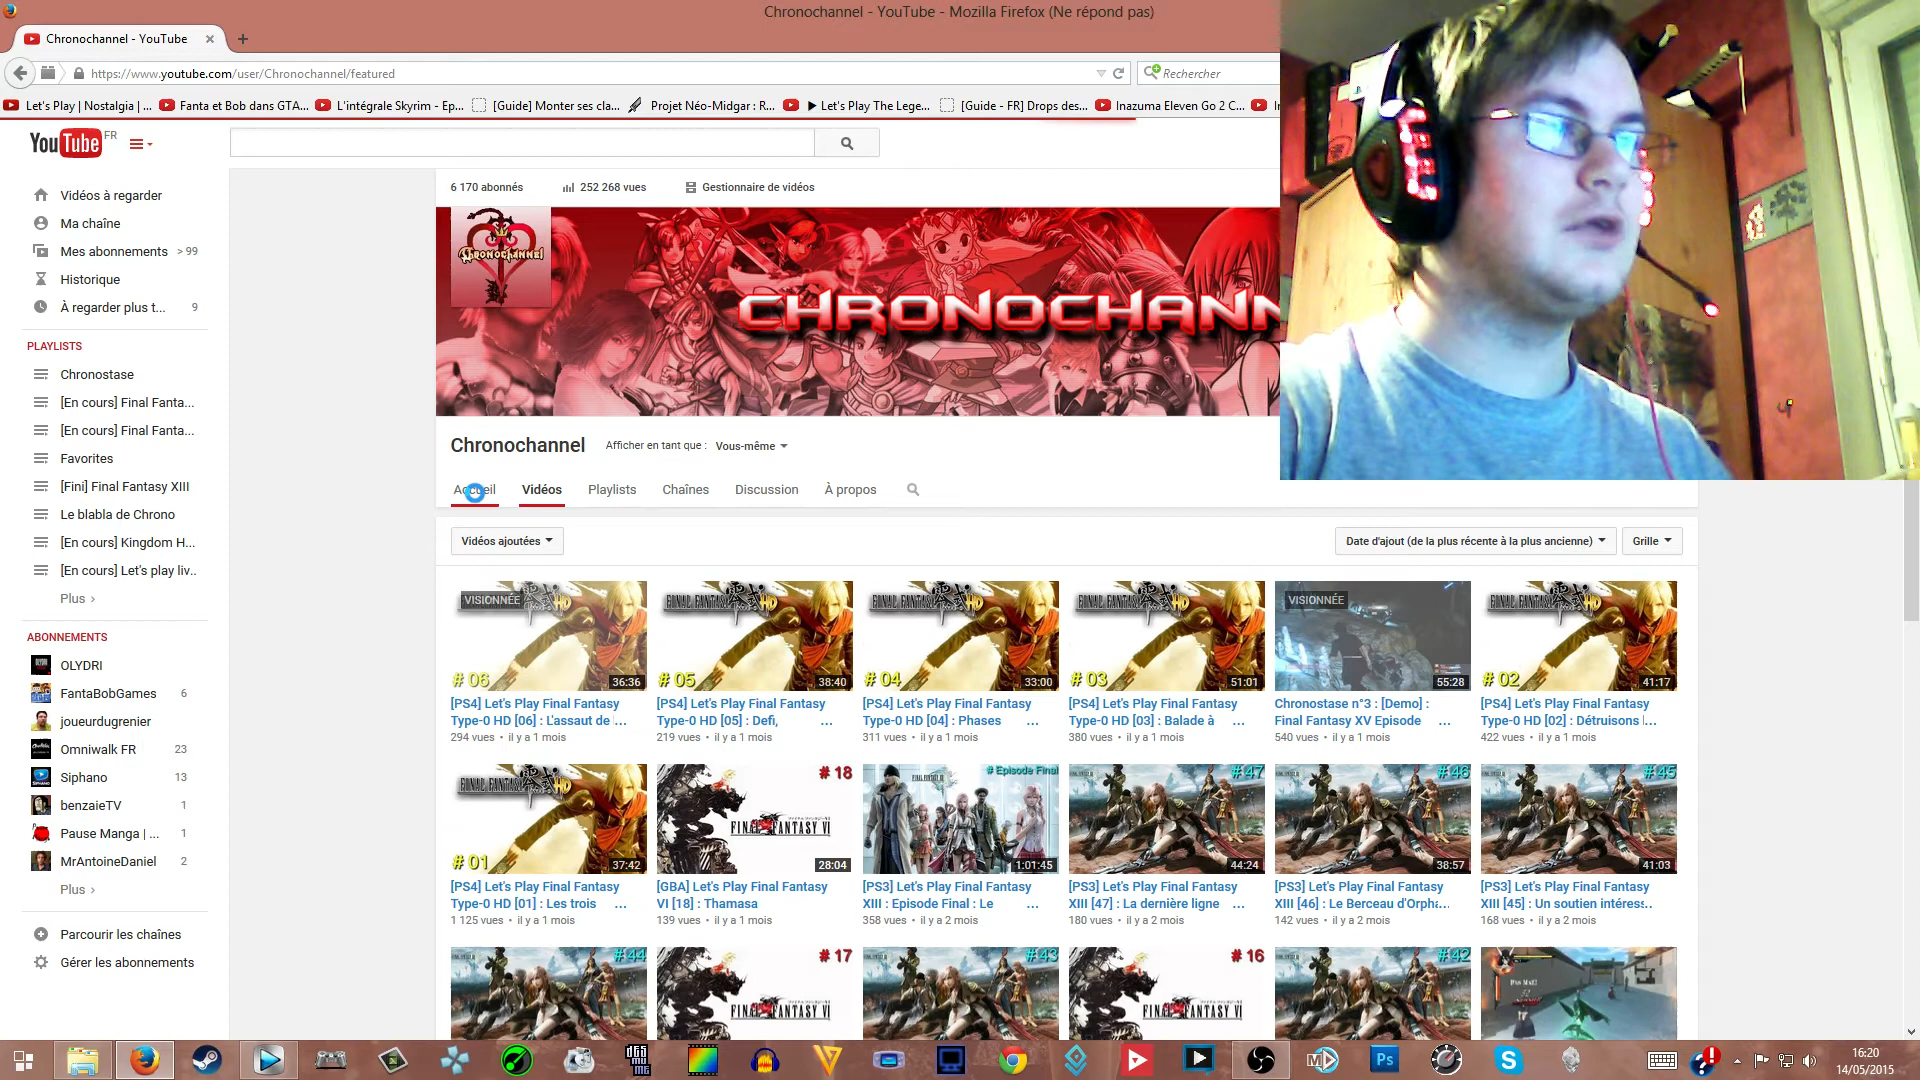 Chronochannel - YouTube - Mozilla Firefox (Ne répond pas)
Chronochannel - YouTube
https://www.youtube.com/user/Chronochannel/featured
Rechercher
Let's Play | Nostalgia | ...
Fanta et Bob dans GTA...
L'intégrale Skyrim - Ep...
[Guide] Monter ses cla...
Projet Néo-Midgar : R...
▶ Let's Play The Lege...
[Guide - FR] Drops des...
Inazuma Eleven Go 2 C...
YouTube FR
Vidéos à regarder
Ma chaîne
Mes abonnements > 99
Historique
À regarder plus t... 9
PLAYLISTS
Chronostase
[En cours] Final Fanta...
[En cours] Final Fanta...
Favorites
[Fini] Final Fantasy XIII
Le blabla de Chrono
[En cours] Kingdom H...
[En cours] Let's play liv..
Plus ›
ABONNEMENTS
OLYDRI
FantaBobGames 6
joueurdugrenier
Omniwalk FR 23
Siphano 13
benzaieTV 1
Pause Manga | ... 1
MrAntoineDaniel 2
Plus ›
Parcourir les chaînes
Gérer les abonnements
6 170 abonnés
252 268 vues
Gestionnaire de vidéos
Chronochannel
CHRONOCHANN
Chronochannel
Afficher en tant que : Vous-même
Accueil Vidéos Playlists Chaînes Discussion À propos
Vidéos ajoutées
Date d'ajout (de la plus récente à la plus ancienne)
Grille
VISIONNÉE
# 06
36:36
[PS4] Let's Play Final Fantasy
Type-0 HD [06] : L'assaut de ...
294 vues • il y a 1 mois
# 05
38:40
[PS4] Let's Play Final Fantasy
Type-0 HD [05] : Defi, ...
219 vues • il y a 1 mois
# 04
33:00
[PS4] Let's Play Final Fantasy
Type-0 HD [04] : Phases ...
311 vues • il y a 1 mois
# 03
51:01
[PS4] Let's Play Final Fantasy
Type-0 HD [03] : Balade à ...
380 vues • il y a 1 mois
VISIONNÉE
55:28
Chronostase n°3 : [Demo] :
Final Fantasy XV Episode ...
540 vues • il y a 1 mois
# 02
41:17
[PS4] Let's Play Final Fantasy
Type-0 HD [02] : Détruisons ...
422 vues • il y a 1 mois
# 01
37:42
[PS4] Let's Play Final Fantasy
Type-0 HD [01] : Les trois ...
1 125 vues • il y a 1 mois
# 18
FINAL FANTASY VI
28:04
[GBA] Let's Play Final Fantasy
VI [18] : Thamasa
139 vues • il y a 1 mois
# Episode Final
1:01:45
[PS3] Let's Play Final Fantasy
XIII : Episode Final : Le ...
358 vues • il y a 2 mois
#47
44:24
[PS3] Let's Play Final Fantasy
XIII [47] : La dernière ligne ...
180 vues • il y a 2 mois
#46
38:57
[PS3] Let's Play Final Fantasy
XIII [46] : Le Berceau d'Orph...
142 vues • il y a 2 mois
#45
41:03
[PS3] Let's Play Final Fantasy
XIII [45] : Un soutien intéress..
168 vues • il y a 2 mois
#44
# 17
FINAL FANTASY VI
#43
# 16
FINAL FANTASY VI
#42
16:20
14/05/2015